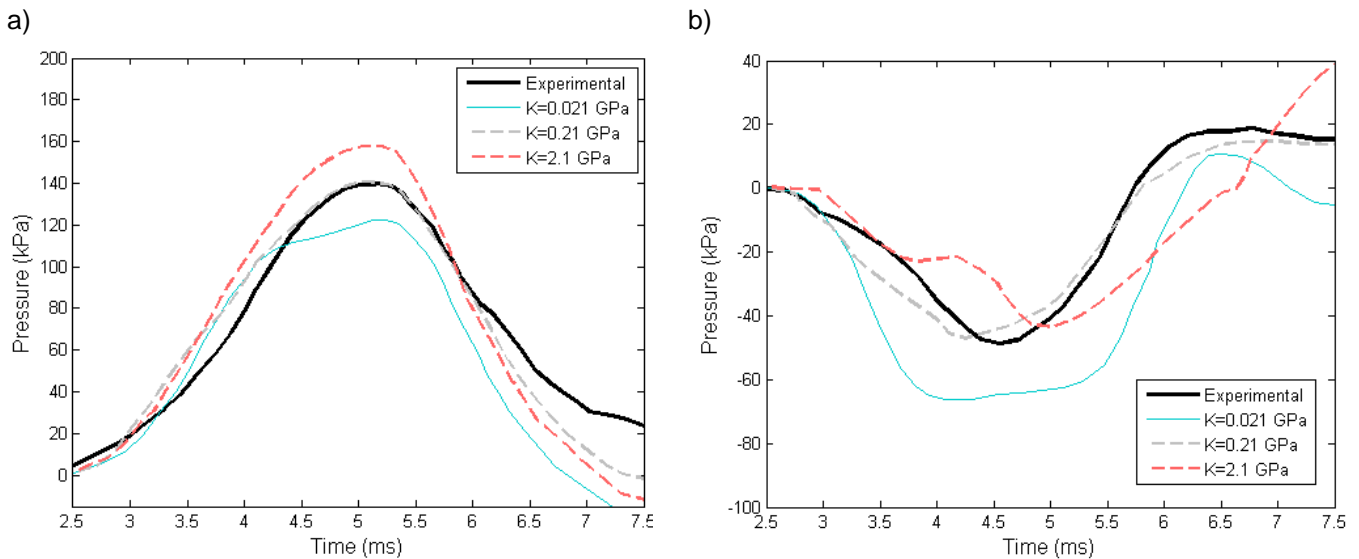 a)
200
180
160
140
120
100
80
60
40
20
0
Pressure (kPa)
2.5 3 3.5 4 4.5 5 5.5 6 6.5 7 7.5
Time (ms)
Experimental
K=0.021 GPa
K=0.21 GPa
K=2.1 GPa
b)
40
20
0
-20
-40
-60
-80
-100
Pressure (kPa)
2.5 3 3.5 4 4.5 5 5.5 6 6.5 7 7.5
Time (ms)
Experimental
K=0.021 GPa
K=0.21 GPa
K=2.1 GPa